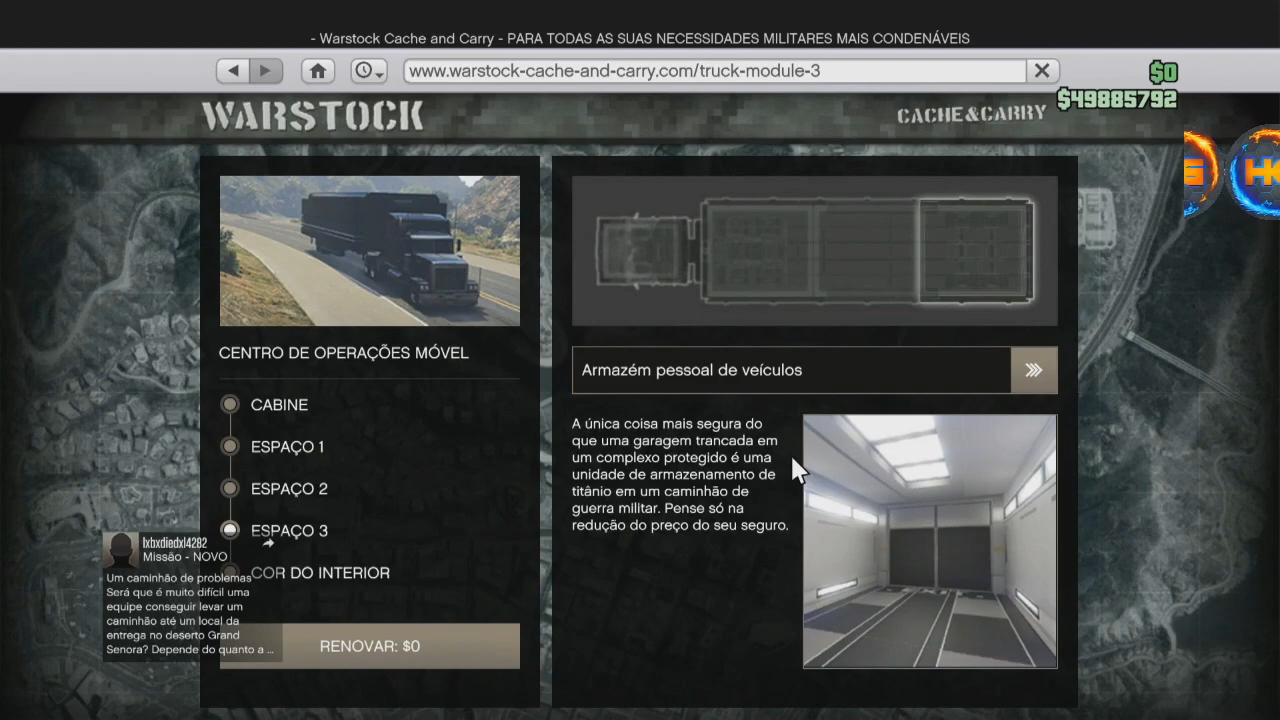 - Warstock Cache and Carry - PARA TODAS AS SUAS NECESSIDADES MILITARES MAIS CONDENÁVEIS
www.warstock-cache-and-carry.com/truck-module-3
$0
$49885792
WARSTOCK
CACHE&CARRY
HK
CENTRO DE OPERAÇÕES MÓVEL
CABINE
ESPAÇO 1
ESPAÇO 2
ESPAÇO 3
COR DO INTERIOR
RENOVAR: $0
Armazém pessoal de veículos
A única coisa mais segura do
que uma garagem trancada em
um complexo protegido é uma
unidade de armazenamento de
titânio em um caminhão de
guerra militar. Pense só na
redução do preço do seu seguro.
lxbxdiedxl4282
Missão - NOVO
Um caminhão de problemas
Será que é muito difícil uma
equipe conseguir levar um
caminhão até um local da
entrega no deserto Grand
Senora? Depende do quanto a ...